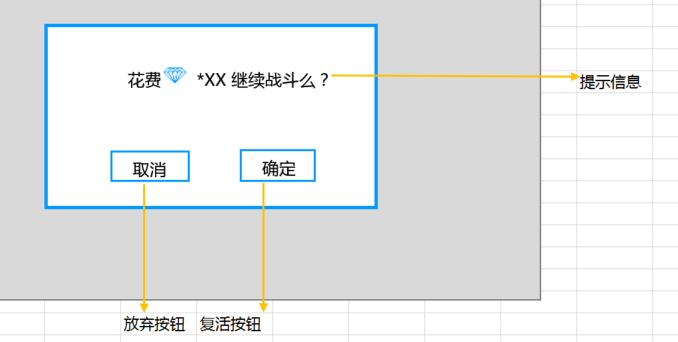 花费 *XX 继续战斗么？
提示信息
取消
确定
放弃按钮
复活按钮